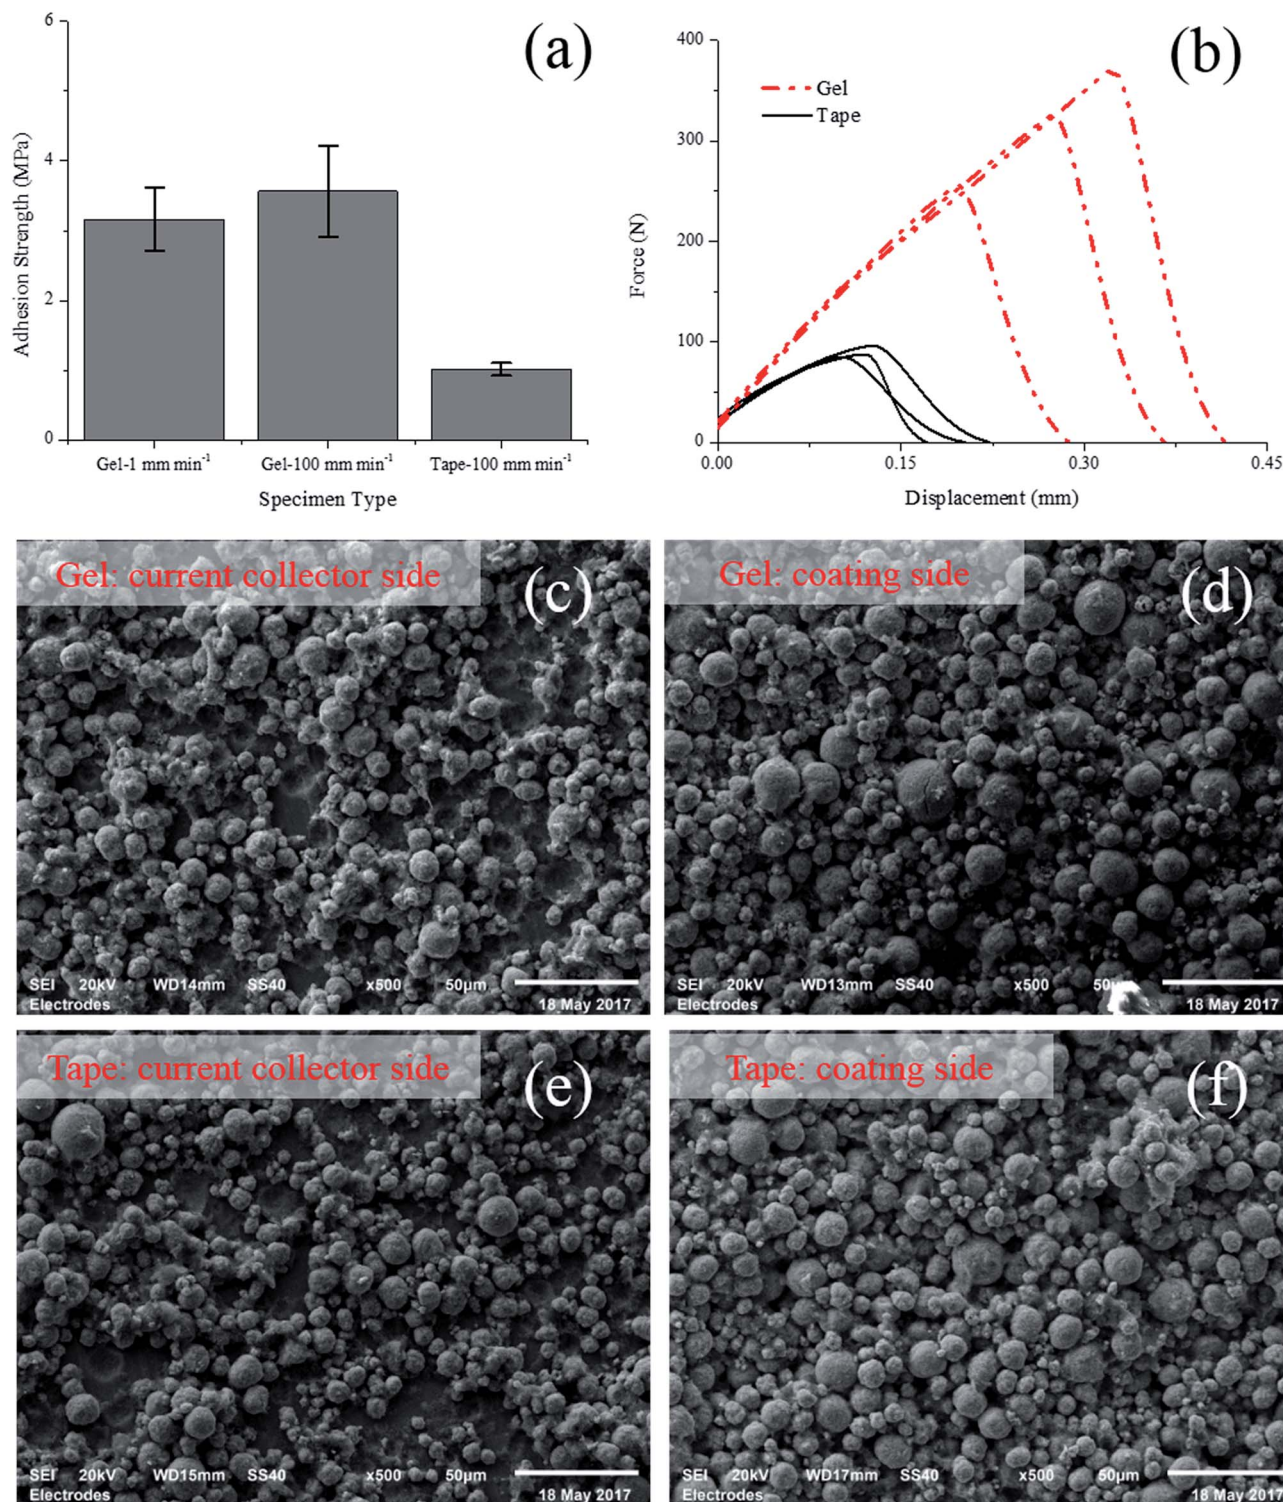 (a)
6
4
2
0
Adhesion Strength (MPa)
Gel-1 mm min⁻¹
Gel-100 mm min⁻¹
Tape-100 mm min⁻¹
Specimen Type
(b)
400
300
200
100
0
Force (N)
Gel
Tape
0.00
0.15
0.30
0.45
Displacement (mm)
Gel: current collector side
(c)
SEI 20kV WD14mm SS40 x500 50μm
Electrodes 18 May 2017
Gel: coating side
(d)
SEI 20kV WD13mm SS40 x500 50μm
Electrodes 18 May 2017
Tape: current collector side
(e)
SEI 20kV WD15mm SS40 x500 50μm
Electrodes 18 May 2017
Tape: coating side
(f)
SEI 20kV WD17mm SS40 x500 50μm
Electrodes 18 May 2017